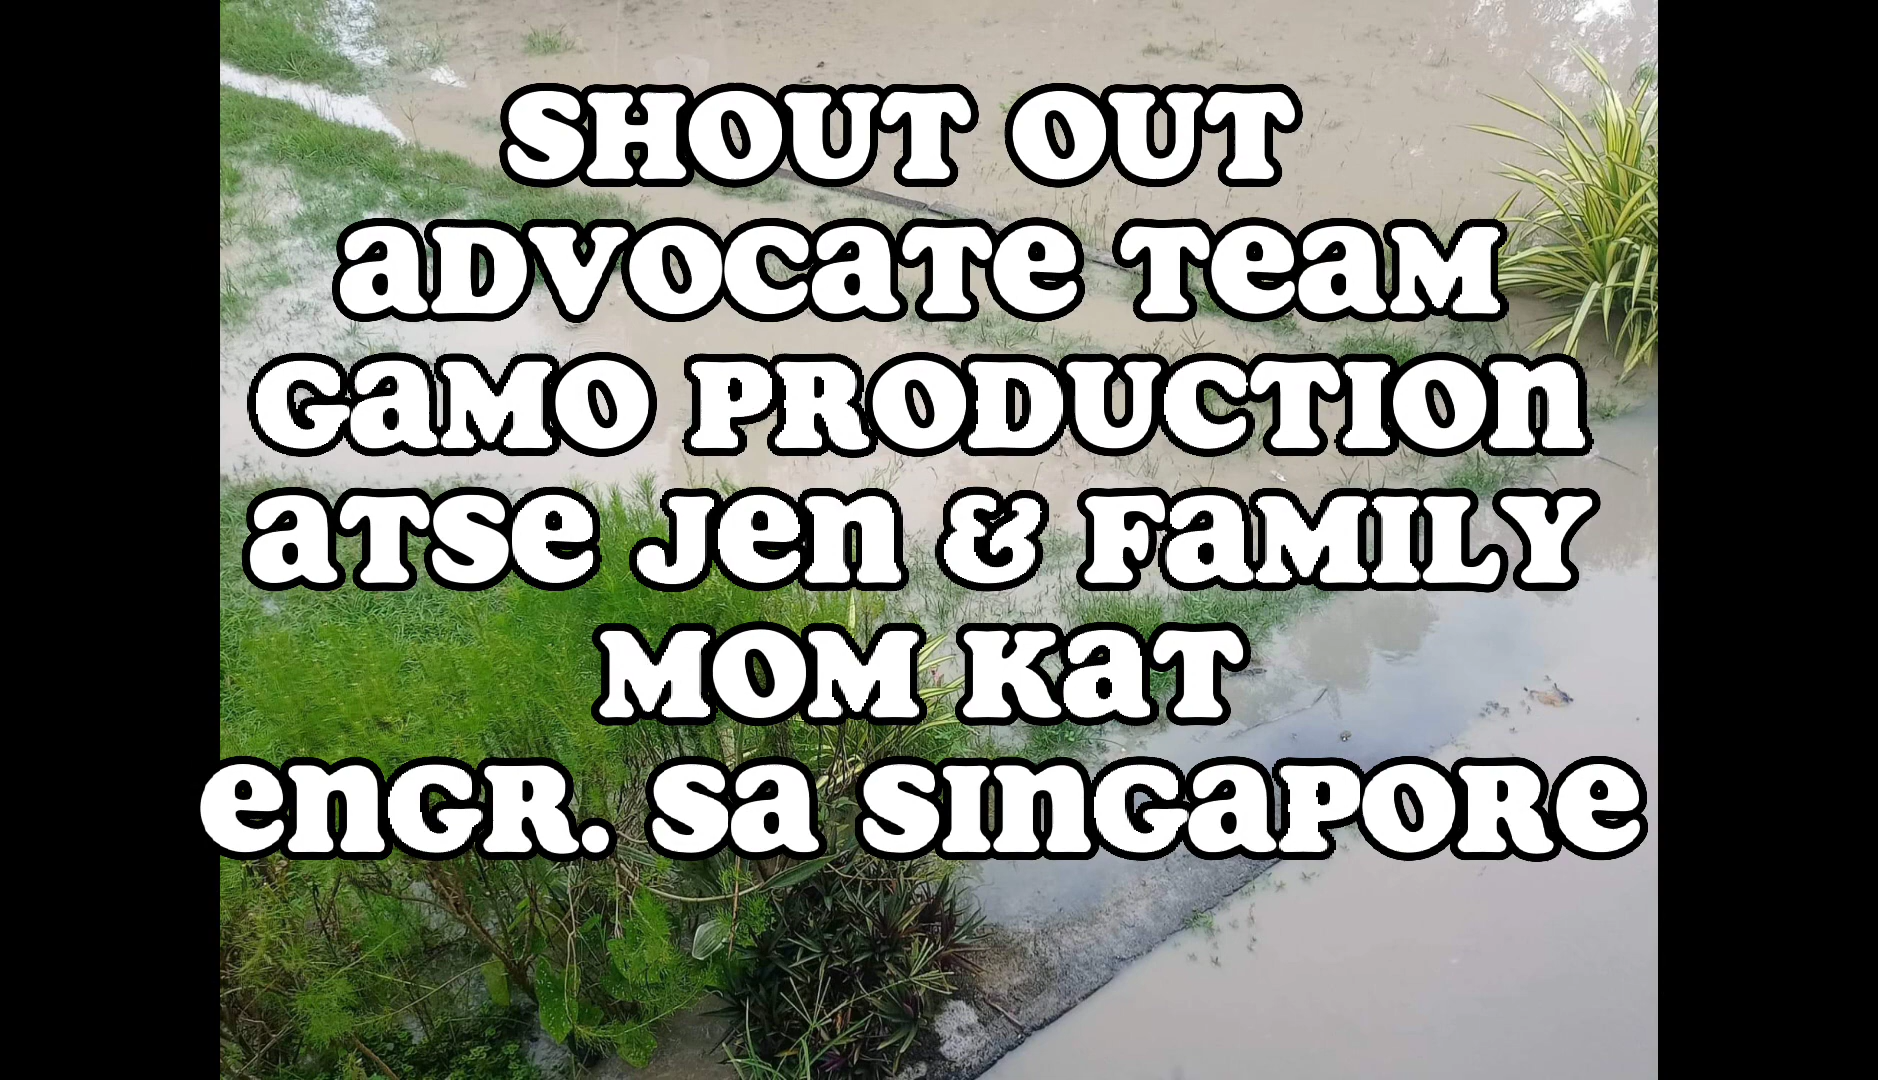 SHOUT OUT
aDVOCaTe TeaM
GaMO PRODUCTION
aTSe Jen & FaMILY
MOM KaT
enGR. Sa SInGaPORe